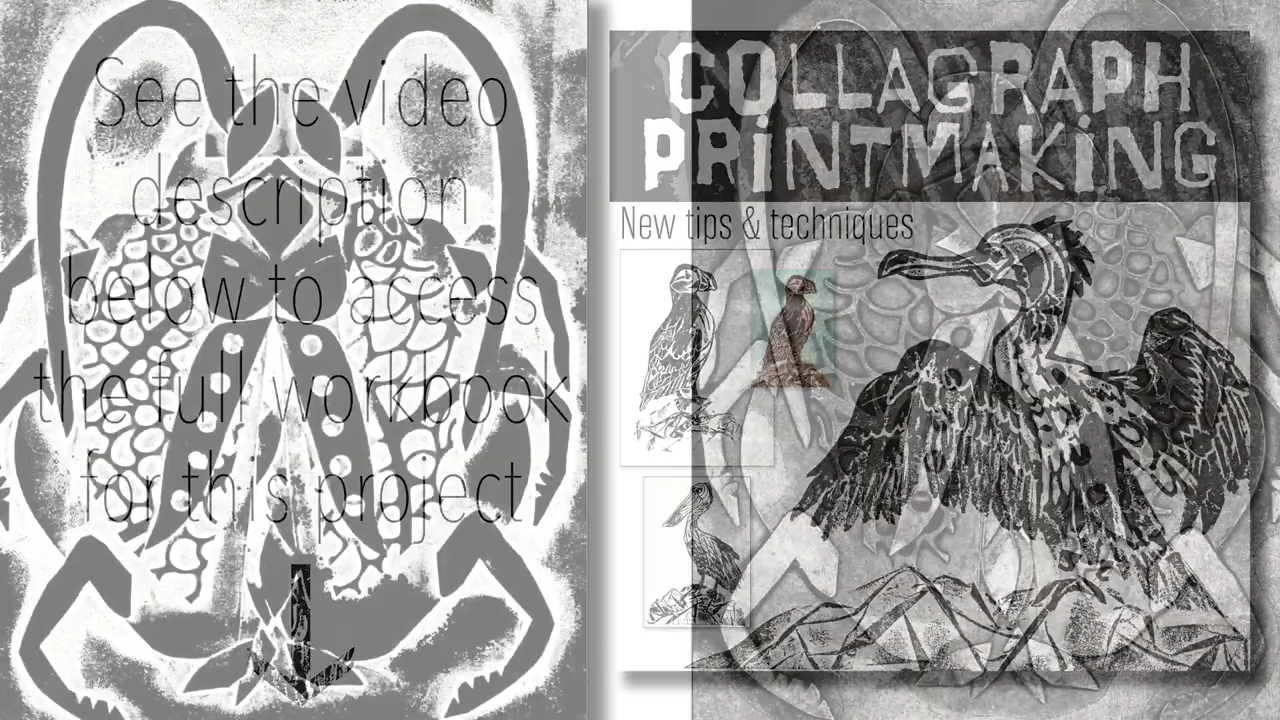 See the video
description
below to access
the full workbook
for this project
COLLAGRAPH
PRiNTMAKiNG
New tips & techniques